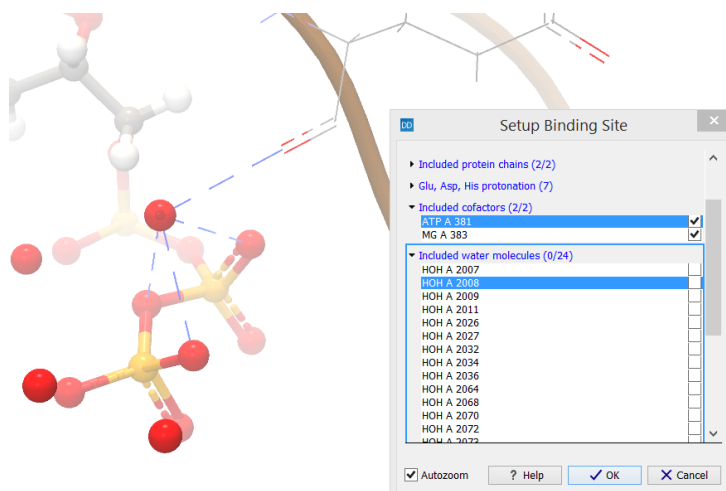 DD
Setup Binding Site
Included protein chains (2/2)
Glu, Asp, His protonation (7)
Included cofactors (2/2)
ATP A 381
MG A 383
Included water molecules (0/24)
HOH A 2007
HOH A 2008
HOH A 2009
HOH A 2011
HOH A 2026
HOH A 2027
HOH A 2032
HOH A 2034
HOH A 2036
HOH A 2064
HOH A 2068
HOH A 2070
HOH A 2072
HOH A 2073
Autozoom ? Help OK Cancel